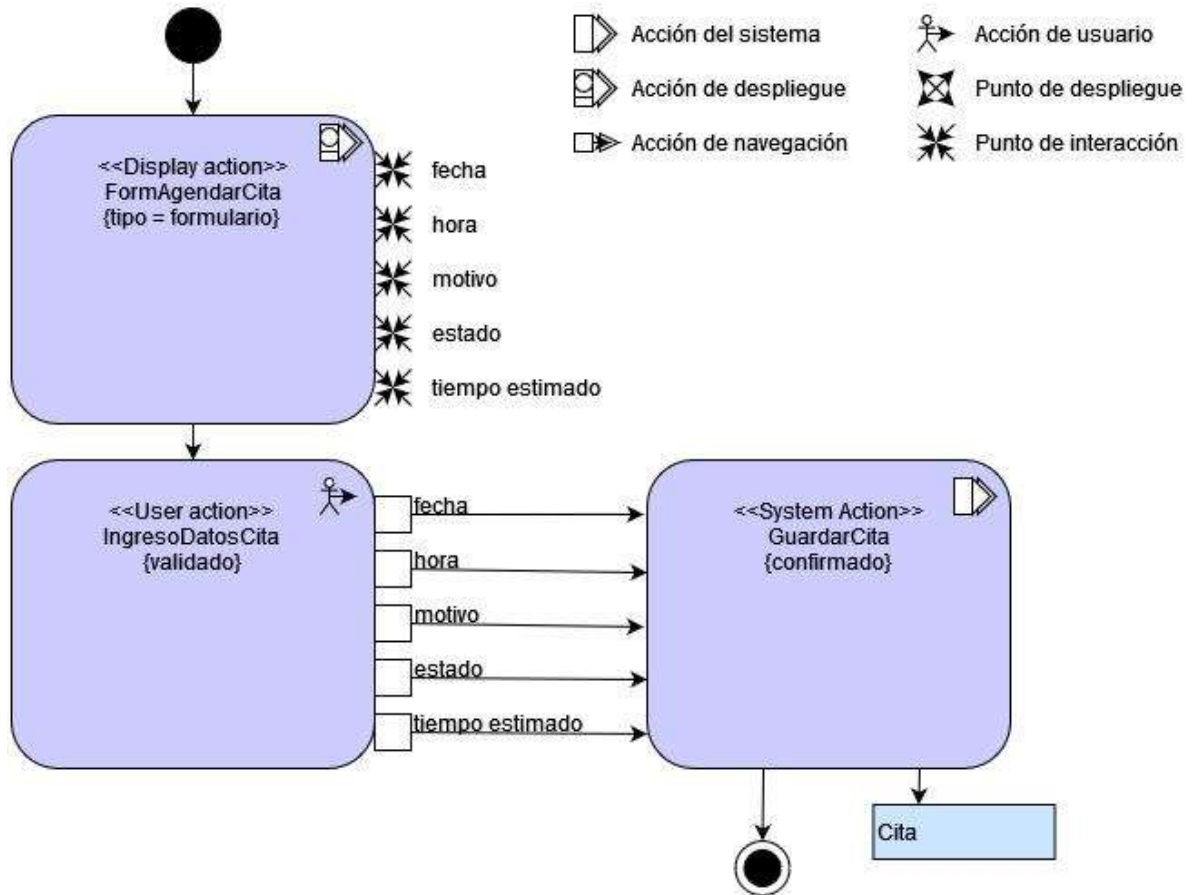 Acción del sistema
Acción de usuario
Acción de despliegue
Punto de despliegue
Acción de navegación
Punto de interacción
<<Display action>>
FormAgendarCita
{tipo = formulario}
fecha
hora
motivo
estado
tiempo estimado
<<User action>>
IngresoDatosCita
{validado}
fecha
hora
motivo
estado
tiempo estimado
<<System Action>>
GuardarCita
{confirmado}
Cita